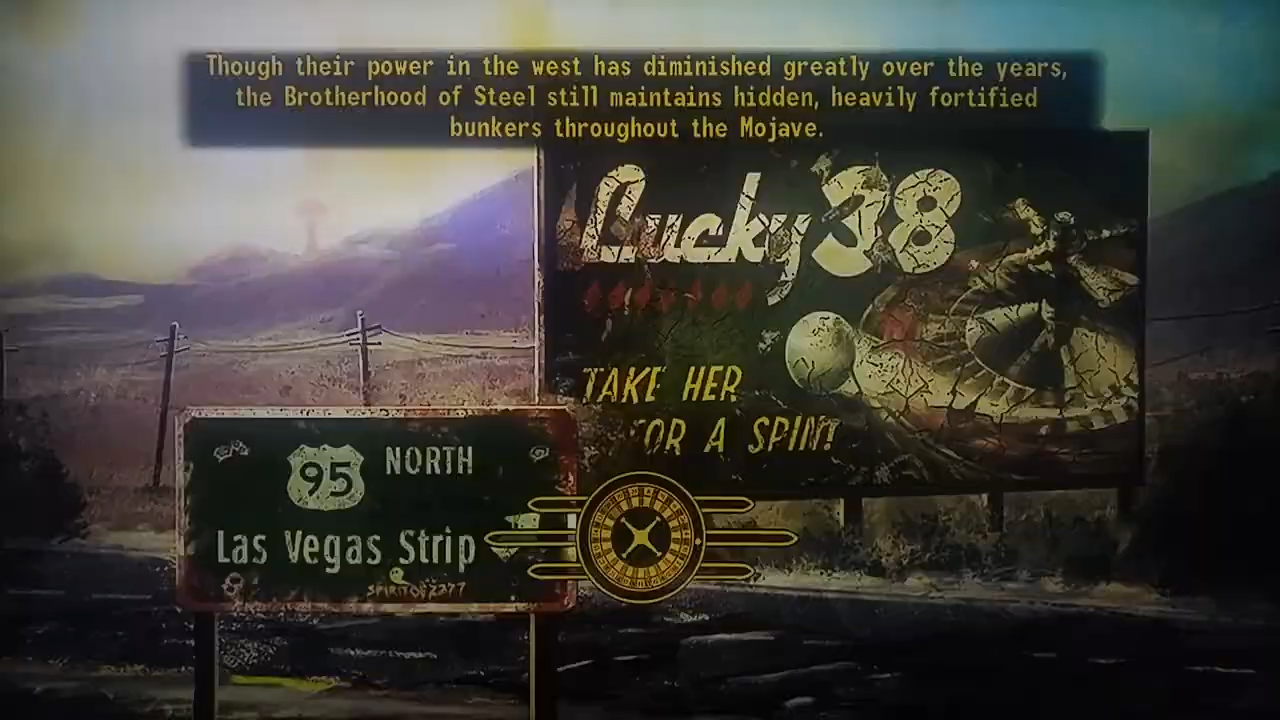 Though their power in the west has diminished greatly over the years,
the Brotherhood of Steel still maintains hidden, heavily fortified
bunkers throughout the Mojave.
Lucky 38
TAKE HER
FOR A SPIN!
95 NORTH
Las Vegas Strip